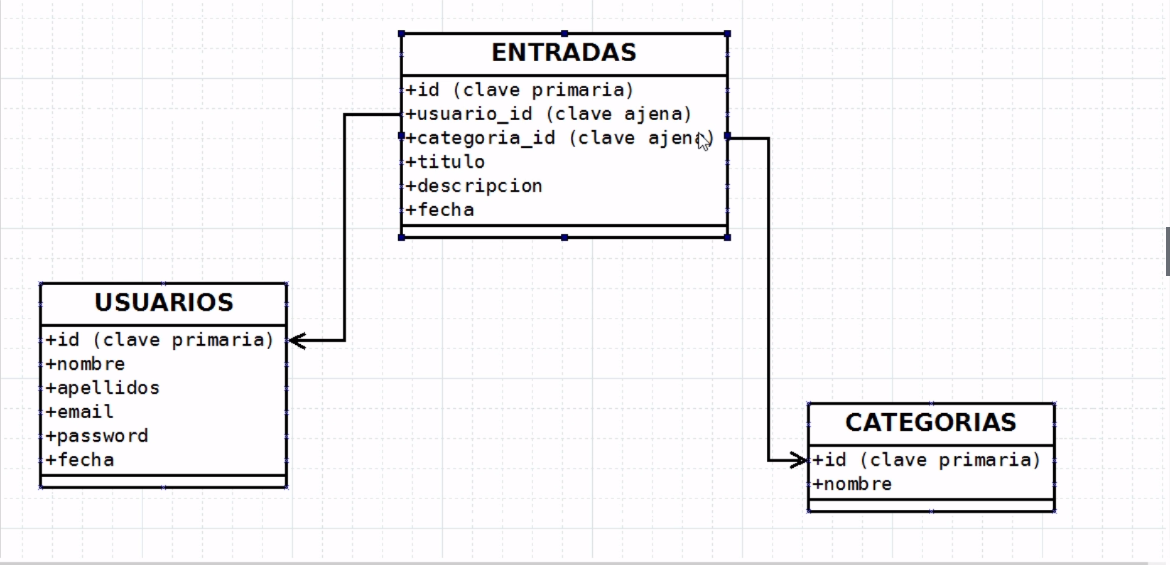 ENTRADAS
+id (clave primaria)
+usuario_id (clave ajena)
+categoria_id (clave ajena)
+titulo
+descripcion
+fecha
USUARIOS
+id (clave primaria)
+nombre
+apellidos
+email
+password
+fecha
CATEGORIAS
+id (clave primaria)
+nombre